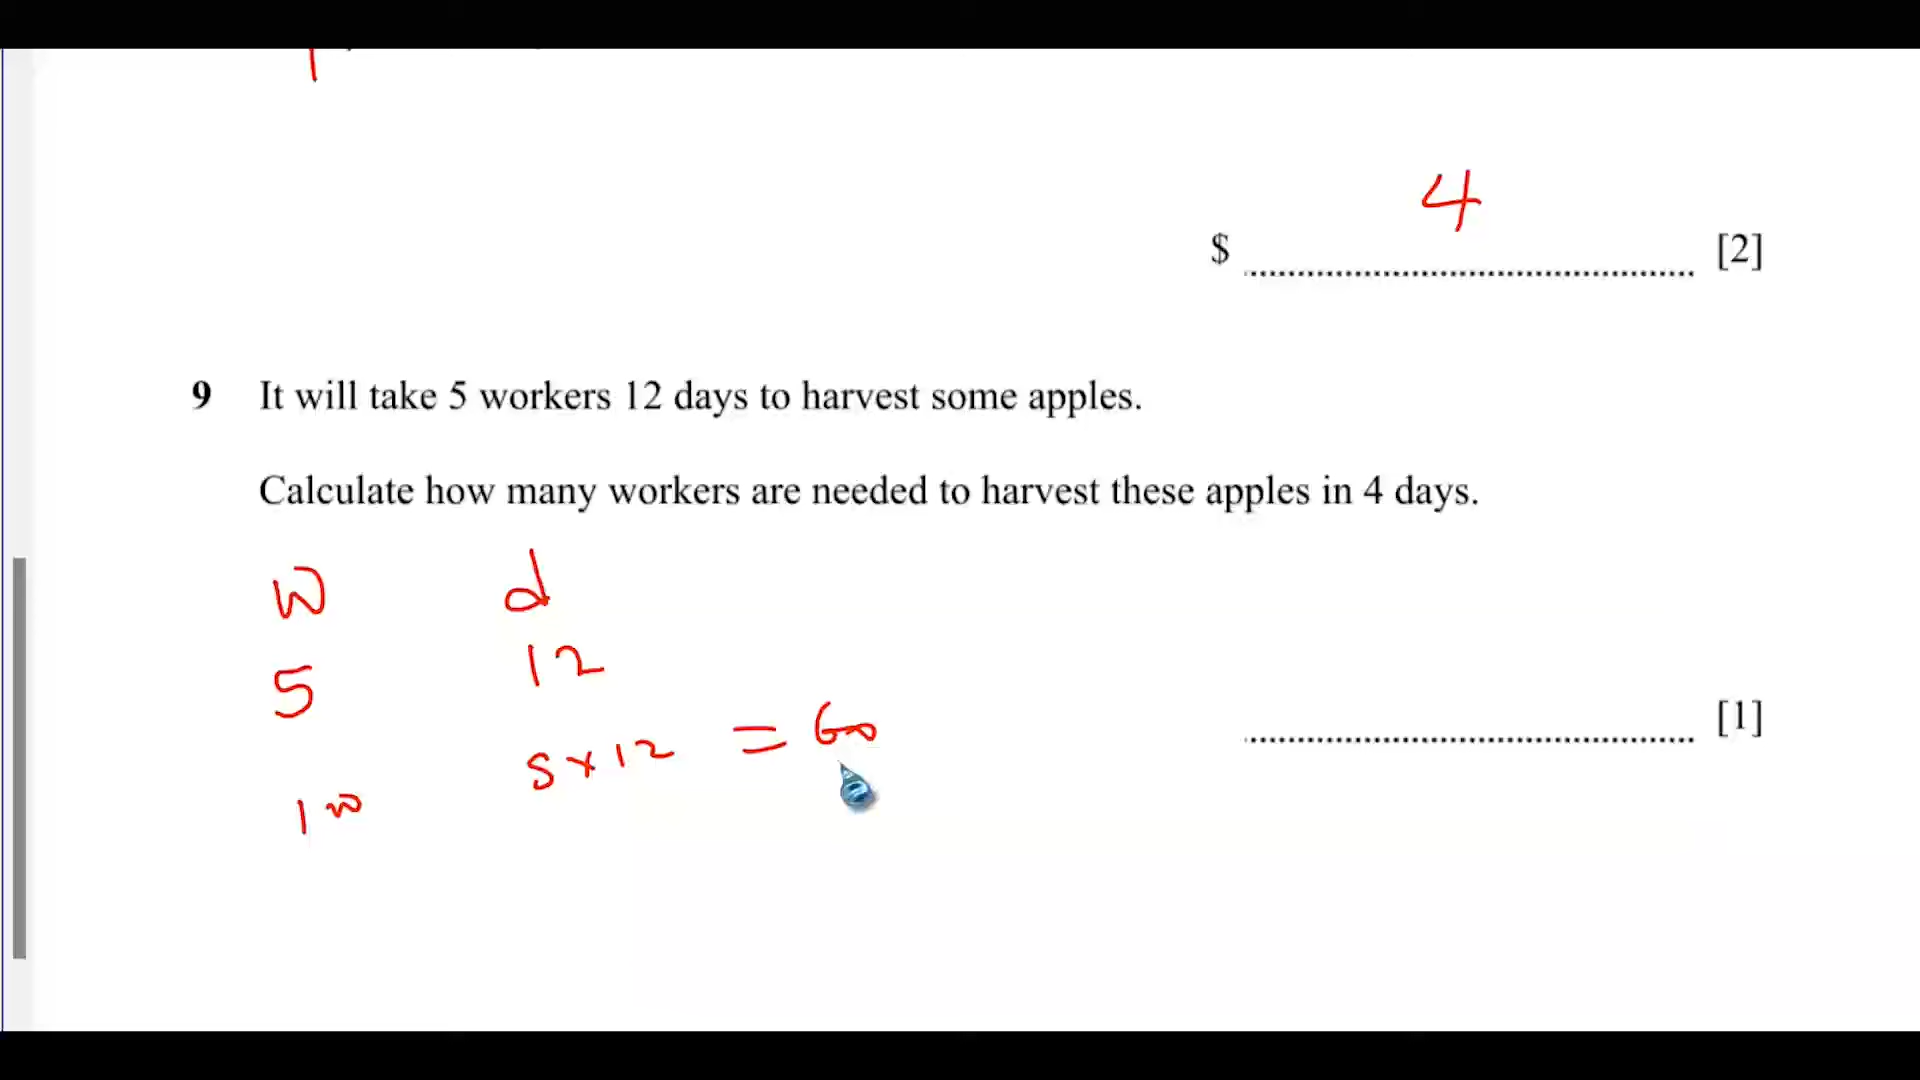 4
$ ................................................ [2]
9 It will take 5 workers 12 days to harvest some apples.
Calculate how many workers are needed to harvest these apples in 4 days.
W d
5 12
................................................ [1]
1 w 5 x 12 = 60